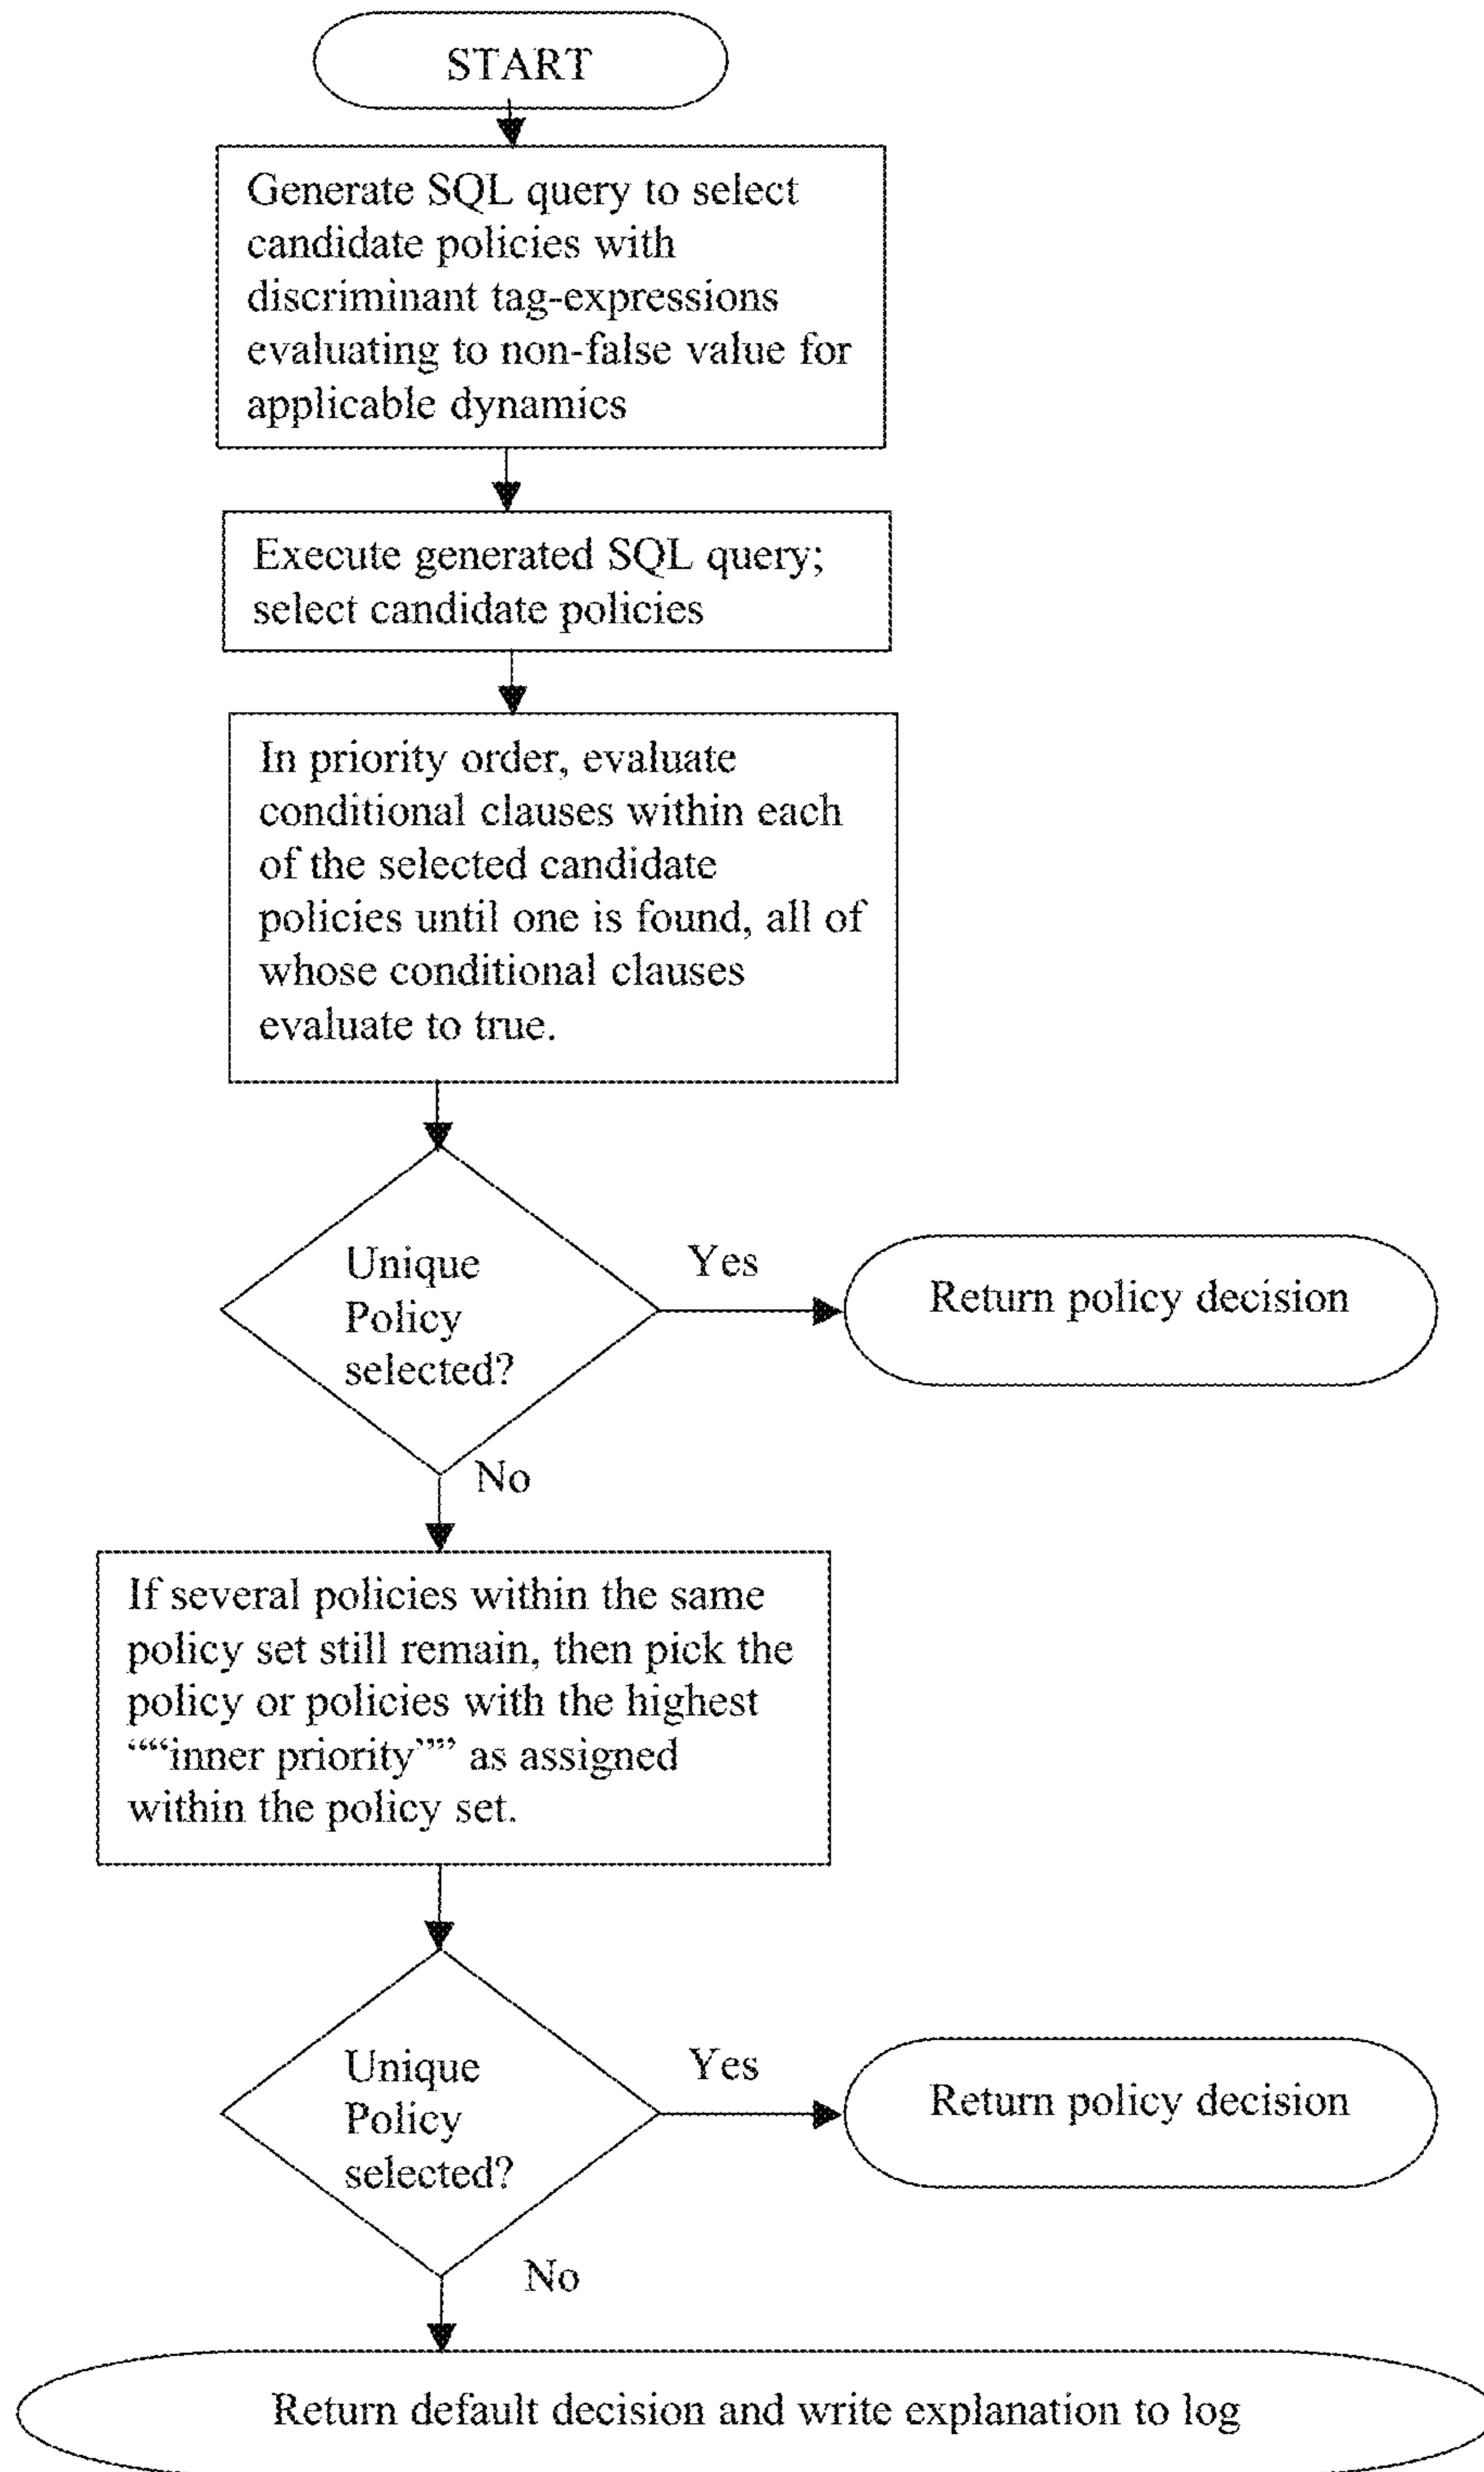 START
Generate SQL query to select
candidate policies with
discriminant tag-expressions
evaluating to non-false value for
applicable dynamics
Execute generated SQL query;
select candidate policies
In priority order, evaluate
conditional clauses within each
of the selected candidate
policies until one is found, all of
whose conditional clauses
evaluate to true.
Unique
Policy
selected?
Yes
Return policy decision
No
If several policies within the same
policy set still remain, then pick the
policy or policies with the highest
““inner priority”” as assigned
within the policy set.
Unique
Policy
selected?
Yes
Return policy decision
No
Return default decision and write explanation to log